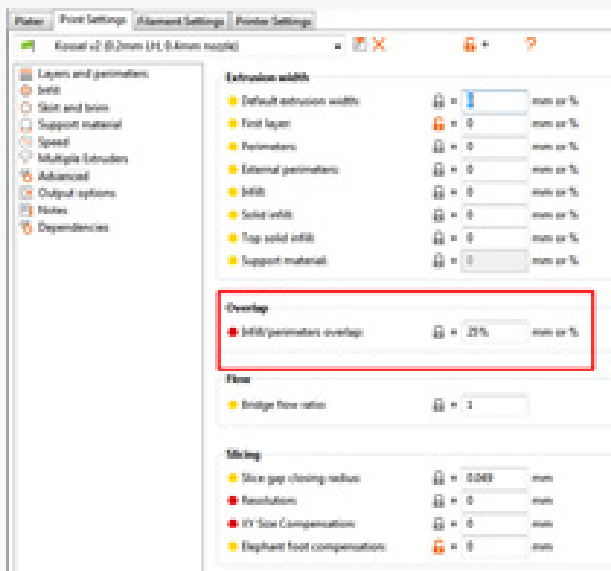 Plater Print Settings Filament Settings Printer Settings
Kossel v2 (0.2mm LH, 0.4mm nozzle)
?
Layers and perimeters
Infill
Skirt and brim
Support material
Speed
Multiple Extruders
Advanced
Output options
Notes
Dependencies
Extrusion width
Default extrusion width: mm or %
First layer: 0 mm or %
Perimeters: 0 mm or %
External perimeters: 0 mm or %
Infill: 0 mm or %
Solid infill: 0 mm or %
Top solid infill: 0 mm or %
Support material: 0 mm or %
Overlap
Infill/perimeters overlap: mm or %
Flow
Bridge flow ratio: 1
Slicing
Slice gap closing radius: 0.049 mm
Resolution: 0 mm
XY Size Compensation: 0 mm
Elephant foot compensation: 0 mm